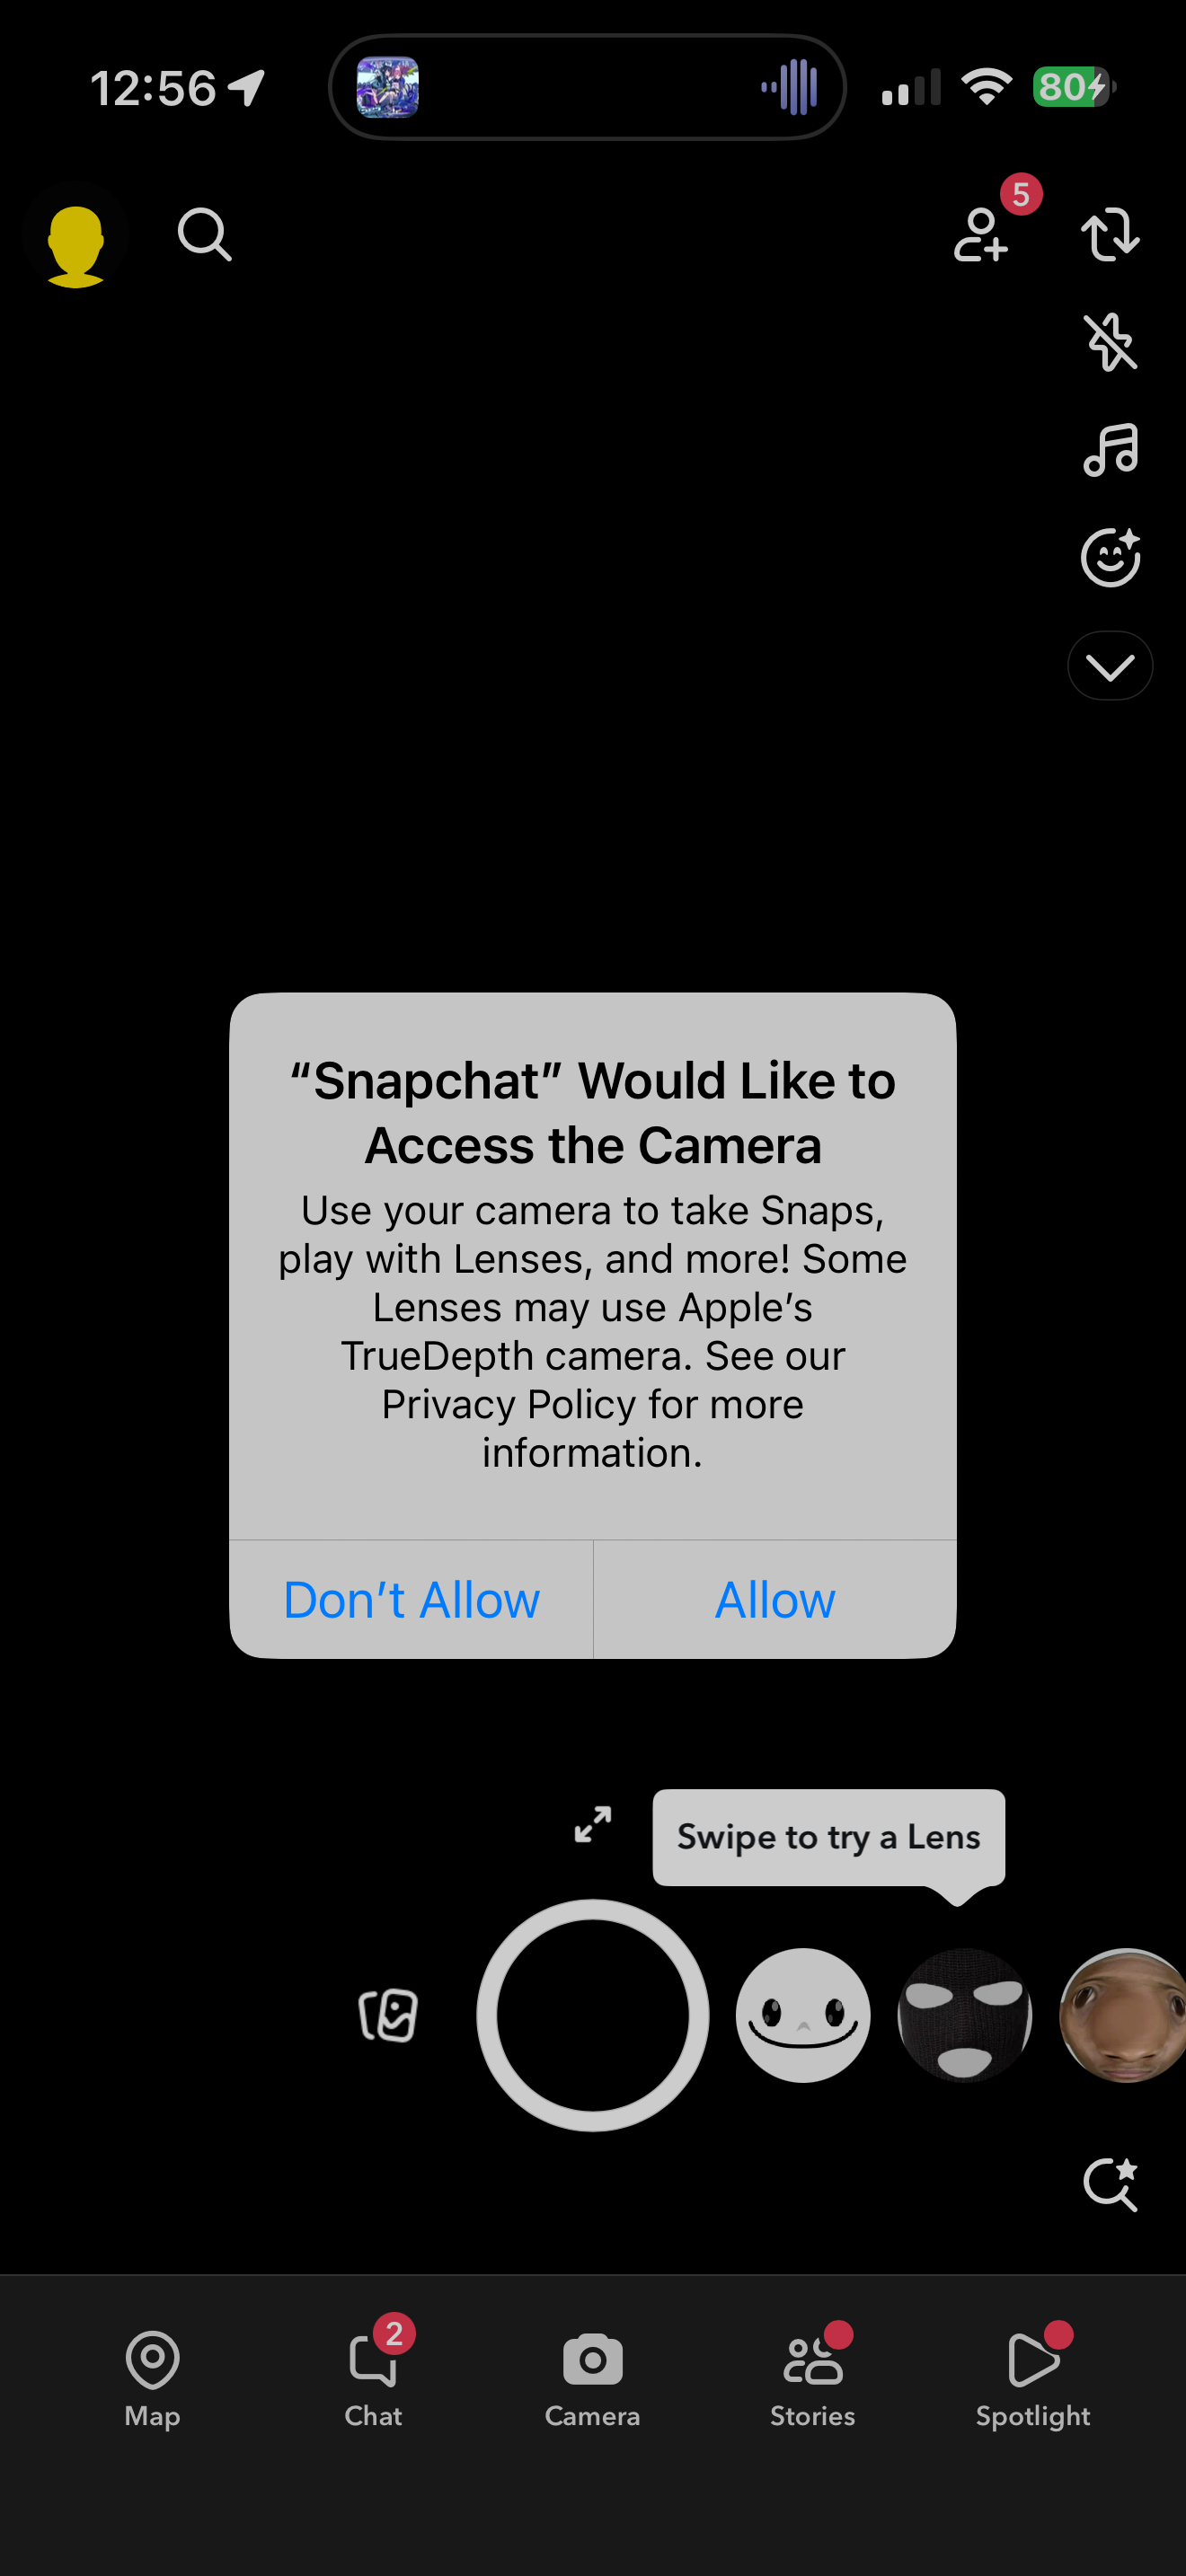 12:56
80
5
“Snapchat” Would Like to
Access the Camera
Use your camera to take Snaps,
play with Lenses, and more! Some
Lenses may use Apple’s
TrueDepth camera. See our
Privacy Policy for more
information.
Don’t Allow
Allow
Swipe to try a Lens
2
Map
Chat
Camera
Stories
Spotlight